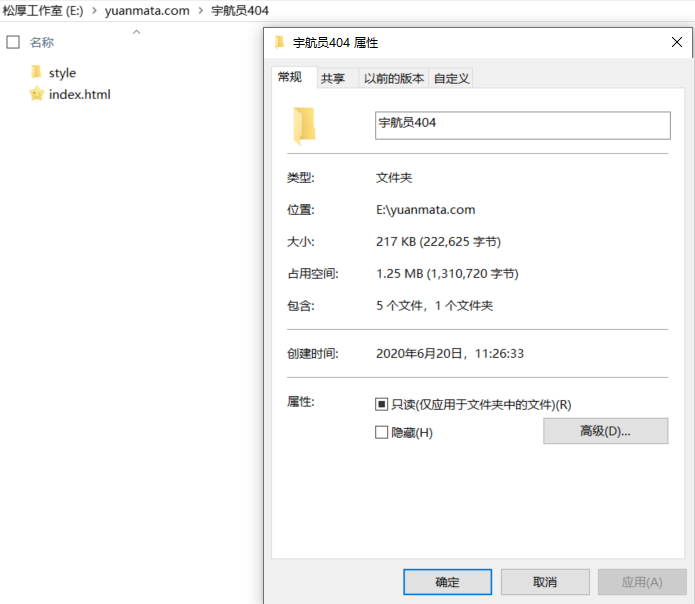 松厚工作室 (E:) > yuanmata.com > 宇航员404
名称
style
index.html
宇航员404 属性
常规 共享 以前的版本 自定义
宇航员404
类型: 文件夹
位置: E:\yuanmata.com
大小: 217 KB (222,625 字节)
占用空间: 1.25 MB (1,310,720 字节)
包含: 5 个文件，1 个文件夹
创建时间: 2020年6月20日，11:26:33
属性: 只读(仅应用于文件夹中的文件)(R)
隐藏(H) 高级(D)...
确定 取消 应用(A)